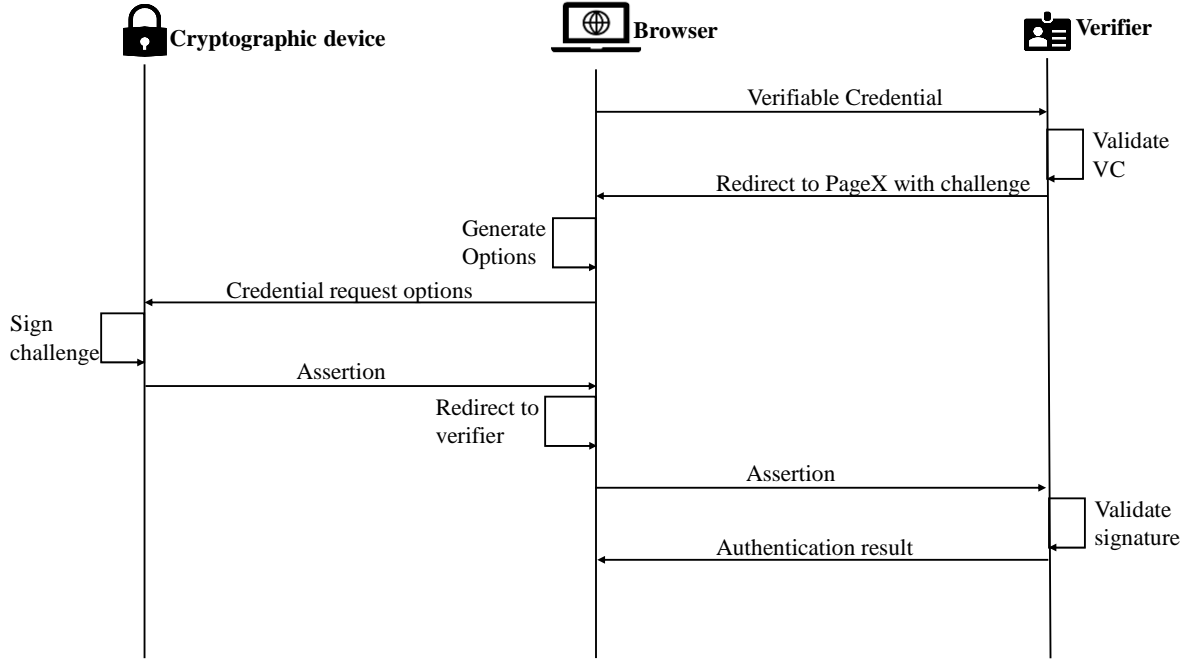 Cryptographic device
Browser
Verifier
Verifiable Credential
Validate
VC
Redirect to PageX with challenge
Generate
Options
Credential request options
Sign
challenge
Assertion
Redirect to
verifier
Assertion
Validate
signature
Authentication result